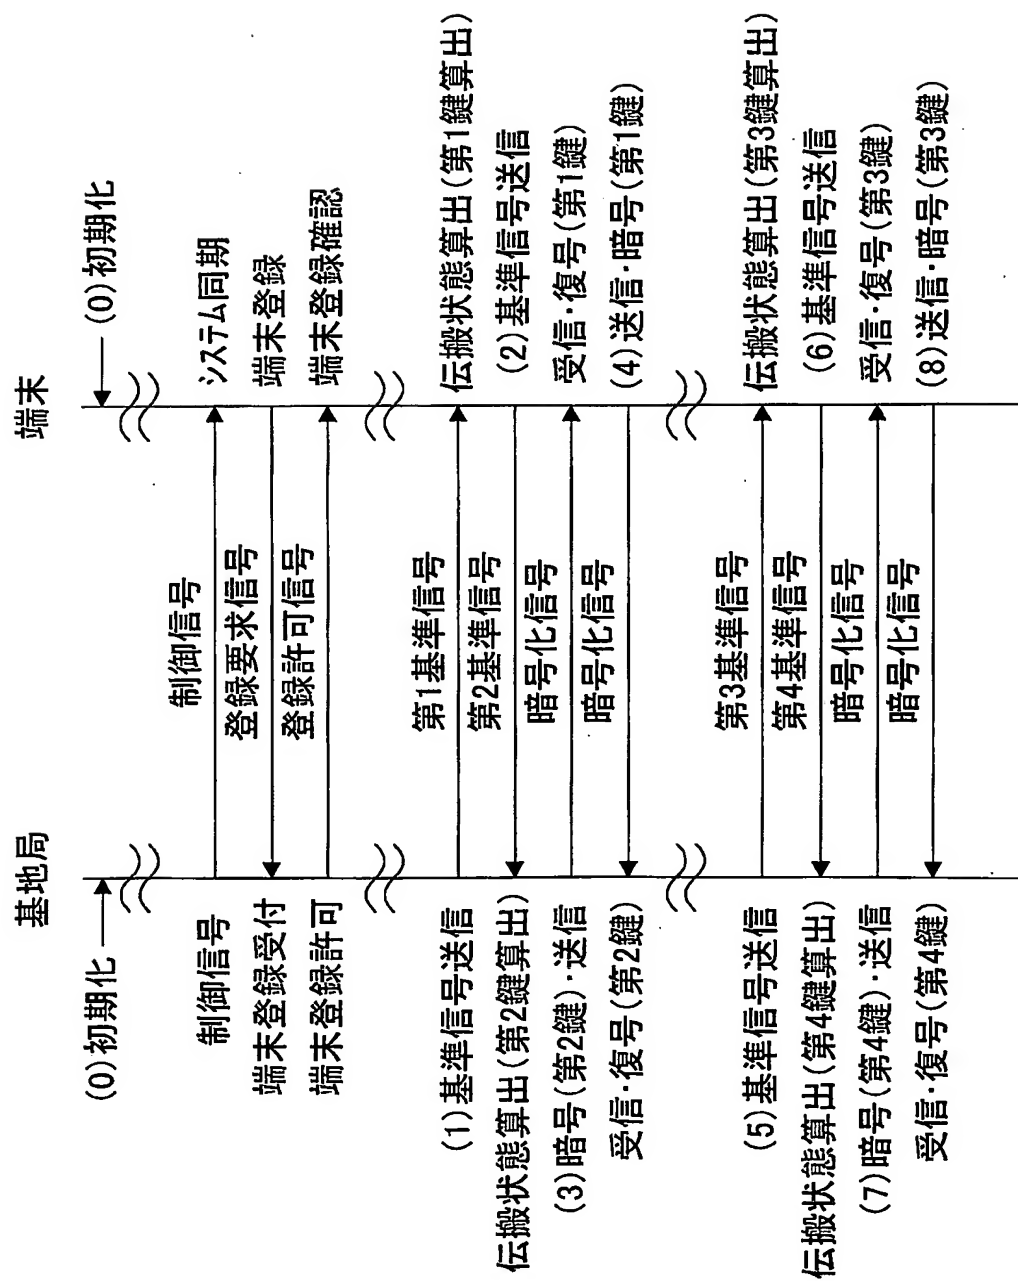 基地局
端末
(0)初期化
(0)初期化
制御信号
制御信号
システム同期
端末登録受付
登録要求信号
端末登録
端末登録許可
登録許可信号
端末登録確認
(1)基準信号送信
第1基準信号
伝搬状態算出(第1鍵算出)
伝搬状態算出(第2鍵算出)
第2基準信号
(2)基準信号送信
(3)暗号(第2鍵)・送信
暗号化信号
受信・復号(第1鍵)
受信・復号(第2鍵)
暗号化信号
(4)送信・暗号(第1鍵)
(5)基準信号送信
第3基準信号
伝搬状態算出(第3鍵算出)
伝搬状態算出(第4鍵算出)
第4基準信号
(6)基準信号送信
(7)暗号(第4鍵)・送信
暗号化信号
受信・復号(第3鍵)
受信・復号(第4鍵)
暗号化信号
(8)送信・暗号(第3鍵)